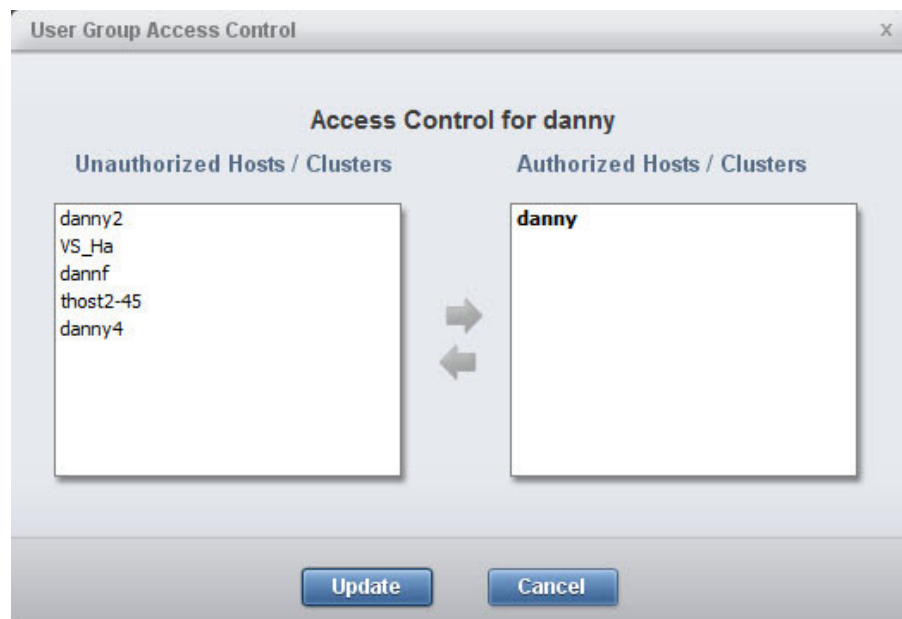 User Group Access Control
x
Access Control for danny
Unauthorized Hosts / Clusters
Authorized Hosts / Clusters
danny2
VS_Ha
dannf
thost2-45
danny4
danny
Update
Cancel